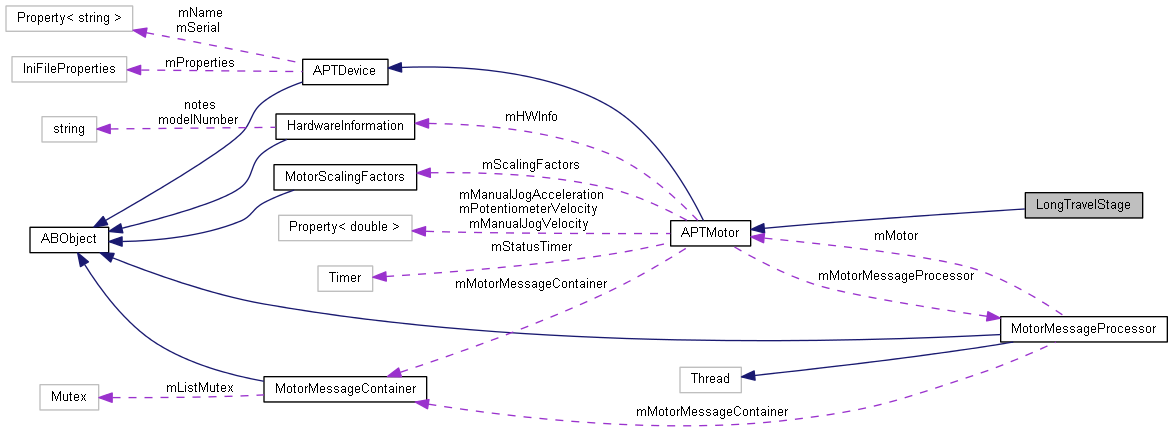 Property< string >
mName
mSerial
IniFileProperties
mProperties
APTDevice
notes
modelNumber
string
HardwareInformation
mHWInfo
mScalingFactors
MotorScalingFactors
mManualJogAcceleration
mPotentiometerVelocity
mManualJogVelocity
Property< double >
LongTravelStage
ABObject
APTMotor
mMotor
mStatusTimer
Timer
mMotorMessageContainer
mMotorMessageProcessor
MotorMessageProcessor
Thread
mListMutex
Mutex
MotorMessageContainer
mMotorMessageContainer